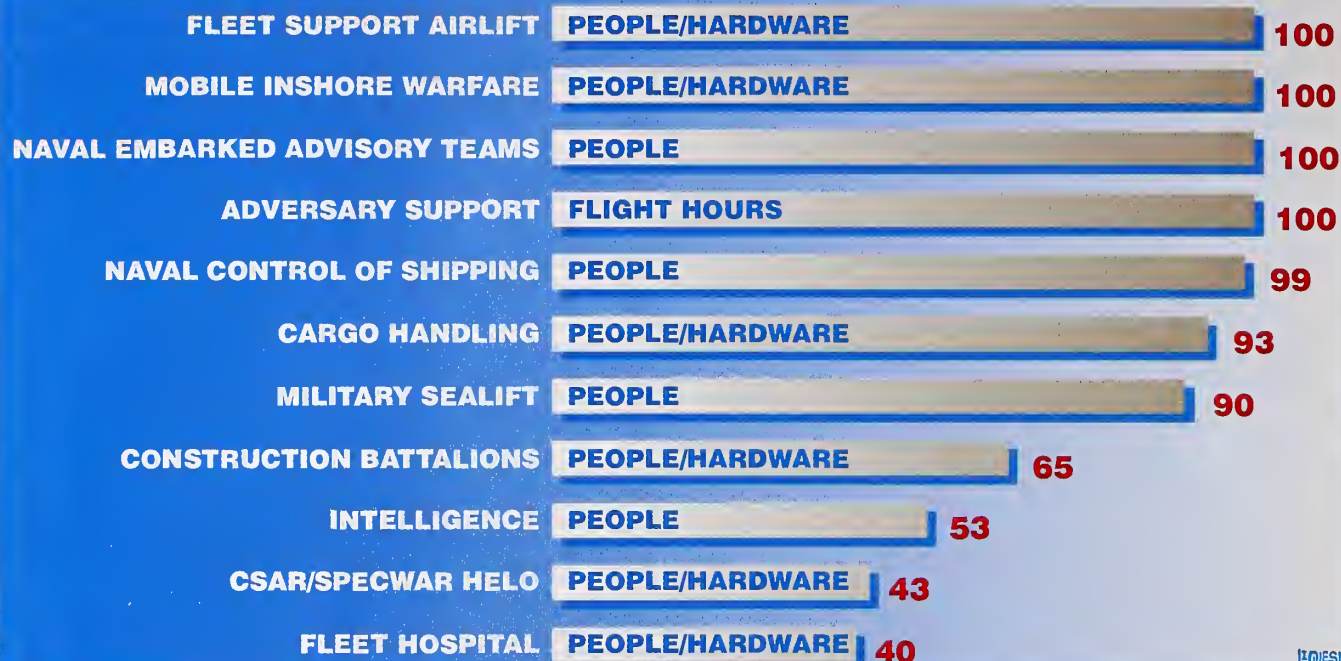 FLEET SUPPORT AIRLIFT PEOPLE/HARDWARE 100
MOBILE INSHORE WARFARE PEOPLE/HARDWARE 100
NAVAL EMBARKED ADVISORY TEAMS PEOPLE 100
ADVERSARY SUPPORT FLIGHT HOURS 100
NAVAL CONTROL OF SHIPPING PEOPLE 99
CARGO HANDLING PEOPLE/HARDWARE 93
MILITARY SEALIFT PEOPLE 90
CONSTRUCTION BATTALIONS PEOPLE/HARDWARE 65
INTELLIGENCE PEOPLE 53
CSAR/SPECWAR HELO PEOPLE/HARDWARE 43
FLEET HOSPITAL PEOPLE/HARDWARE 40